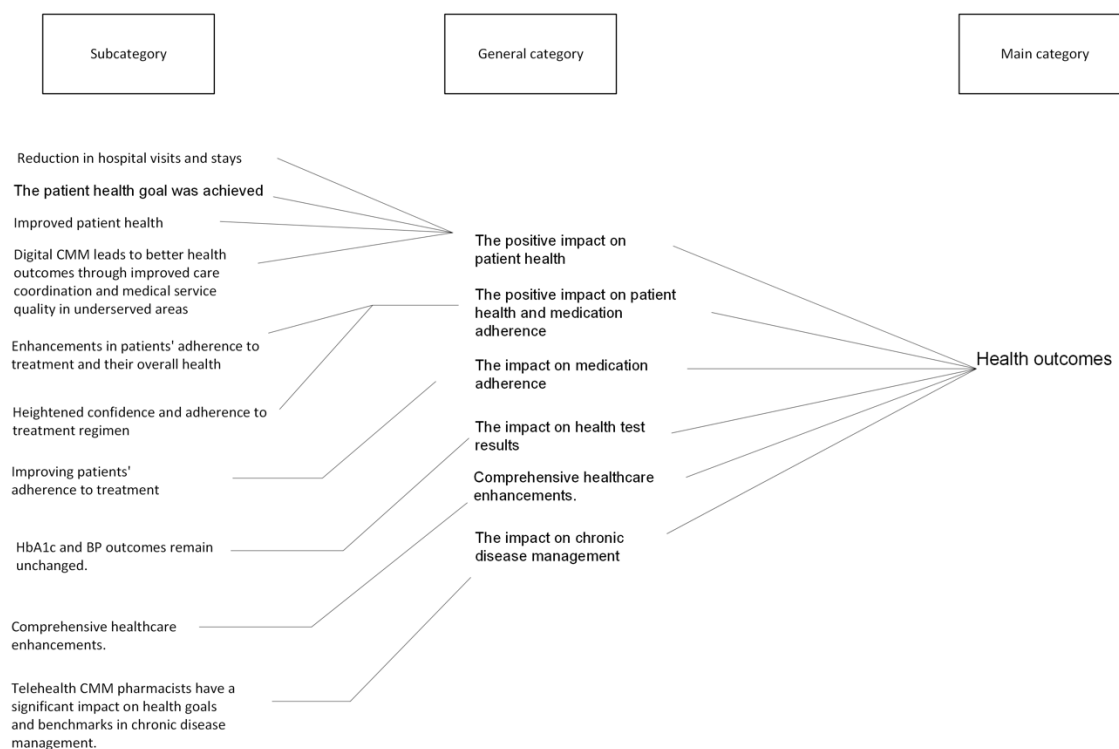 Subcategory
General category
Main category
Reduction in hospital visits and stays
The patient health goal was achieved
Improved patient health
Digital CMM leads to better health
outcomes through improved care
coordination and medical service
quality in underserved areas
Enhancements in patients' adherence to
treatment and their overall health
Heightened confidence and adherence to
treatment regimen
Improving patients'
adherence to treatment
HbA1c and BP outcomes remain
unchanged.
Comprehensive healthcare
enhancements.
Telehealth CMM pharmacists have a
significant impact on health goals
and benchmarks in chronic disease
management.
The positive impact on
patient health
The positive impact on patient
health and medication
adherence
The impact on medication
adherence
The impact on health test
results
Comprehensive healthcare
enhancements.
The impact on chronic
disease management
Health outcomes